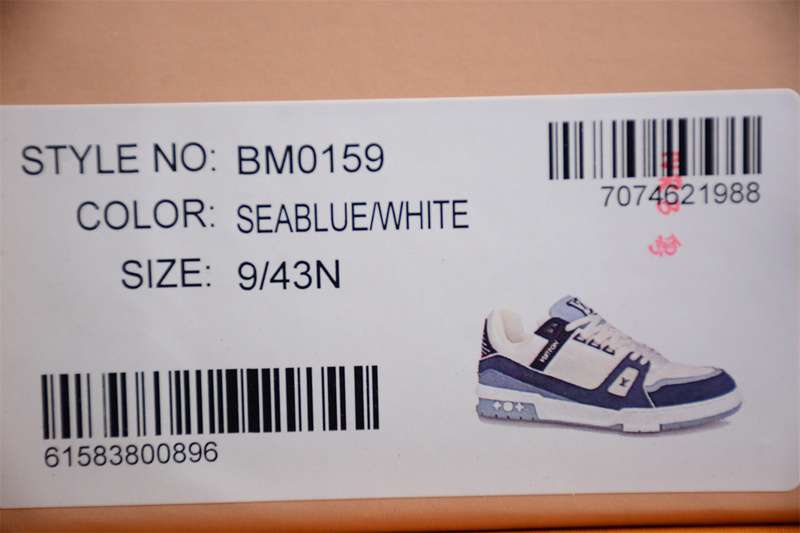 STYLE NO: BM0159
COLOR: SEABLUE/WHITE
SIZE: 9/43N
7074621988
61583800896